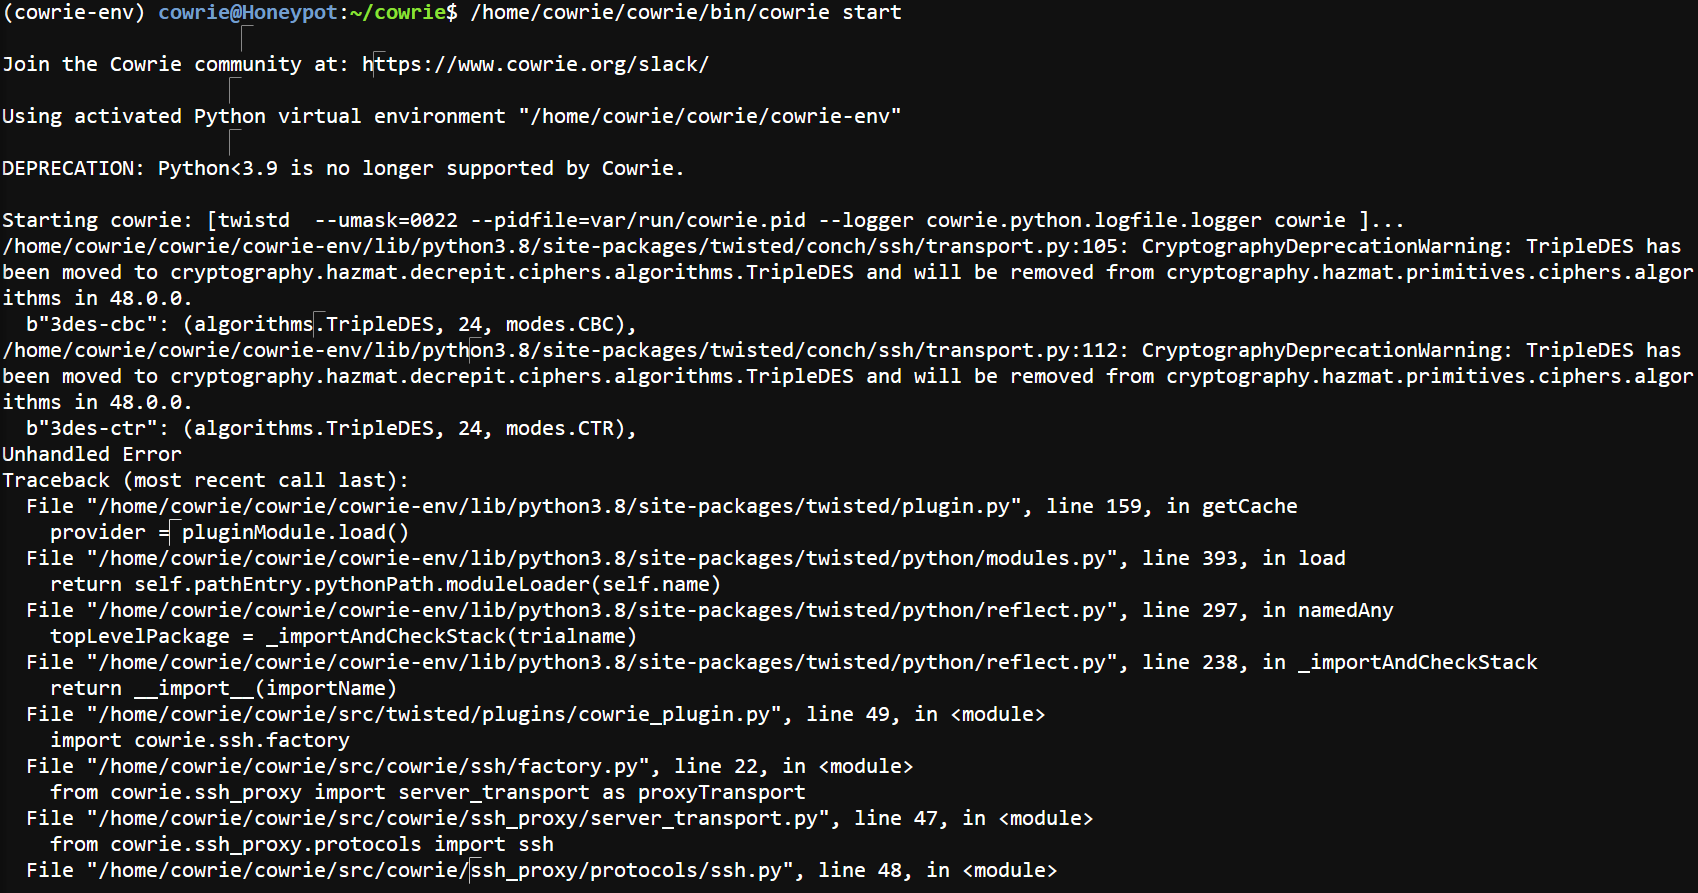 (cowrie-env) cowrie@Honeypot:~/cowrie$ /home/cowrie/cowrie/bin/cowrie start
Join the Cowrie community at: https://www.cowrie.org/slack/
Using activated Python virtual environment "/home/cowrie/cowrie/cowrie-env"
DEPRECATION: Python<3.9 is no longer supported by Cowrie.
Starting cowrie: [twistd  --umask=0022 --pidfile=var/run/cowrie.pid --logger cowrie.python.logfile.logger cowrie ]...
/home/cowrie/cowrie/cowrie-env/lib/python3.8/site-packages/twisted/conch/ssh/transport.py:105: CryptographyDeprecationWarning: TripleDES has
been moved to cryptography.hazmat.decrepit.ciphers.algorithms.TripleDES and will be removed from cryptography.hazmat.primitives.ciphers.algor
ithms in 48.0.0.
  b"3des-cbc": (algorithms.TripleDES, 24, modes.CBC),
/home/cowrie/cowrie/cowrie-env/lib/python3.8/site-packages/twisted/conch/ssh/transport.py:112: CryptographyDeprecationWarning: TripleDES has
been moved to cryptography.hazmat.decrepit.ciphers.algorithms.TripleDES and will be removed from cryptography.hazmat.primitives.ciphers.algor
ithms in 48.0.0.
  b"3des-ctr": (algorithms.TripleDES, 24, modes.CTR),
Unhandled Error
Traceback (most recent call last):
  File "/home/cowrie/cowrie/cowrie-env/lib/python3.8/site-packages/twisted/plugin.py", line 159, in getCache
    provider = pluginModule.load()
  File "/home/cowrie/cowrie/cowrie-env/lib/python3.8/site-packages/twisted/python/modules.py", line 393, in load
    return self.pathEntry.pythonPath.moduleLoader(self.name)
  File "/home/cowrie/cowrie/cowrie-env/lib/python3.8/site-packages/twisted/python/reflect.py", line 297, in namedAny
    topLevelPackage = _importAndCheckStack(trialname)
  File "/home/cowrie/cowrie/cowrie-env/lib/python3.8/site-packages/twisted/python/reflect.py", line 238, in _importAndCheckStack
    return __import__(importName)
  File "/home/cowrie/cowrie/src/twisted/plugins/cowrie_plugin.py", line 49, in <module>
    import cowrie.ssh.factory
  File "/home/cowrie/cowrie/src/cowrie/ssh/factory.py", line 22, in <module>
    from cowrie.ssh_proxy import server_transport as proxyTransport
  File "/home/cowrie/cowrie/src/cowrie/ssh_proxy/server_transport.py", line 47, in <module>
    from cowrie.ssh_proxy.protocols import ssh
  File "/home/cowrie/cowrie/src/cowrie/ssh_proxy/protocols/ssh.py", line 48, in <module>